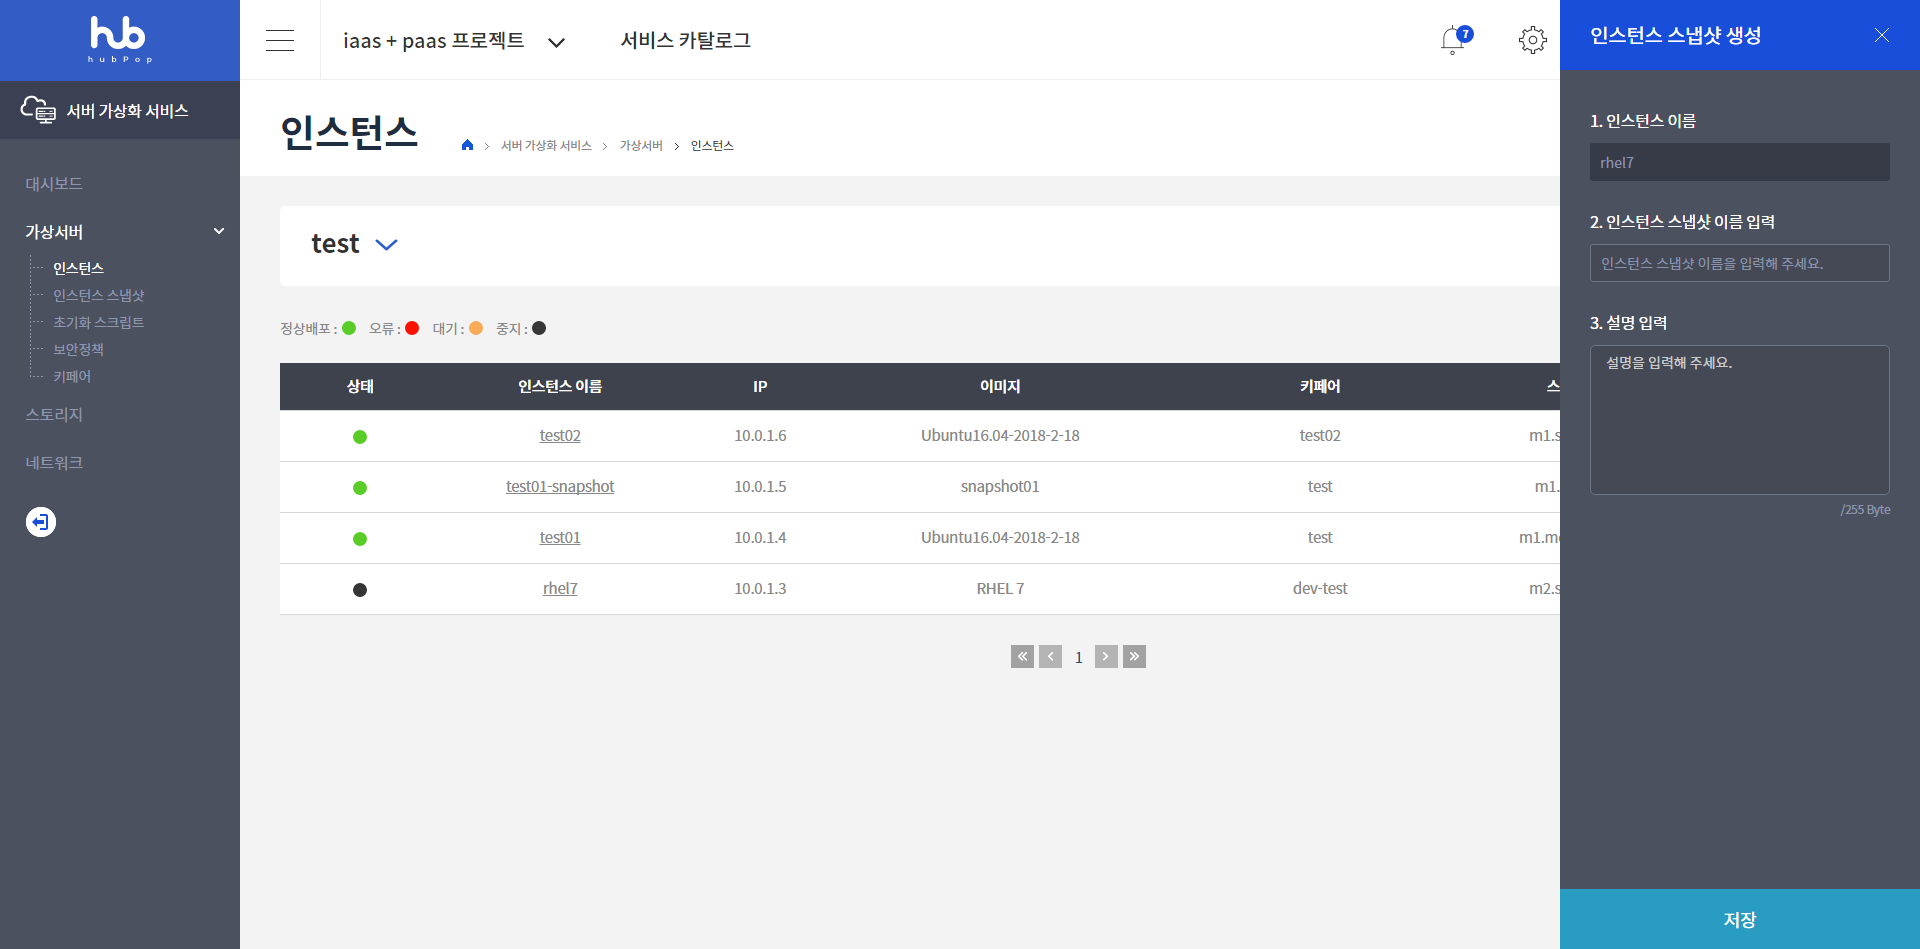 hub
hubPop
서버 가상화 서비스
대시보드
가상서버
인스턴스
인스턴스 스냅샷
초기화 스크립트
보안정책
키페어
스토리지
네트워크
iaas + paas 프로젝트
서비스 카탈로그
7
인스턴스
서버 가상화 서비스 > 가상서버 > 인스턴스
test
정상배포 : 오류 : 대기 : 중지 :
상태 인스턴스 이름 IP 이미지 키페어 스
test02 10.0.1.6 Ubuntu16.04-2018-2-18 test02 m1.s
test01-snapshot 10.0.1.5 snapshot01 test m1.
test01 10.0.1.4 Ubuntu16.04-2018-2-18 test m1.me
rhel7 10.0.1.3 RHEL 7 dev-test m2.s
« < 1 > »
인스턴스 스냅샷 생성
1. 인스턴스 이름
rhel7
2. 인스턴스 스냅샷 이름 입력
인스턴스 스냅샷 이름을 입력해 주세요.
3. 설명 입력
설명을 입력해 주세요.
/255 Byte
저장